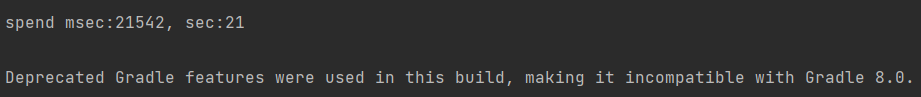 spend msec:21542, sec:21
Deprecated Gradle features were used in this build, making it incompatible with Gradle 8.0.